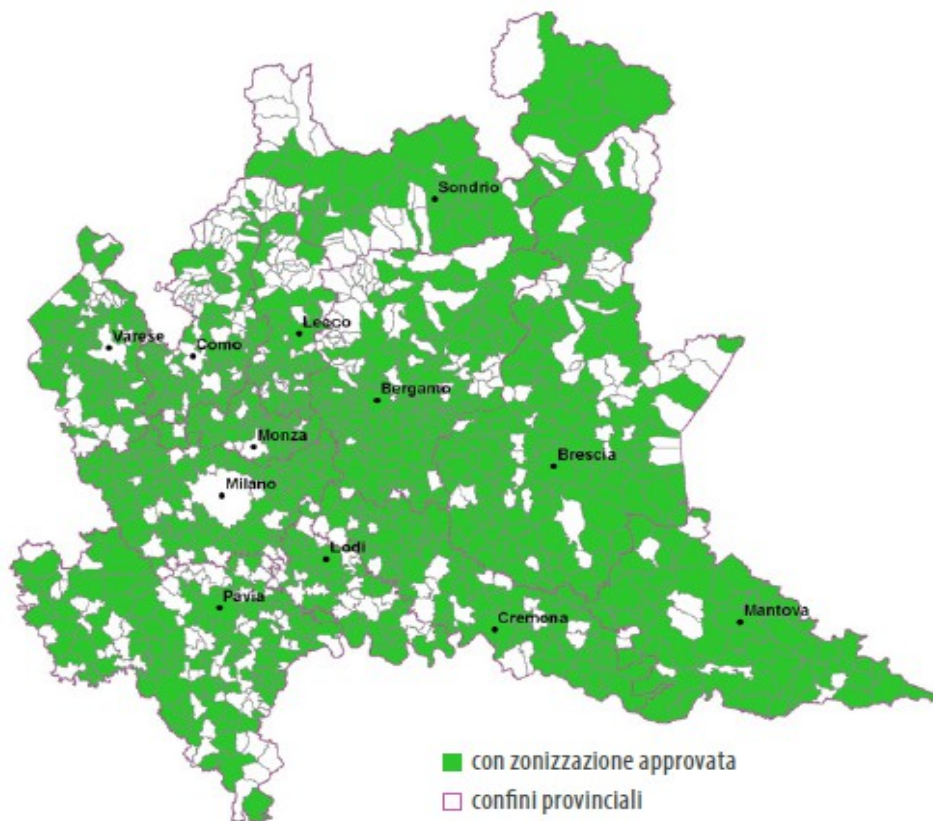 Sondrio
Lecco
Varese
Como
Bergamo
Monza
Brescia
Milano
Lodi
Pavia
Cremona
Mantova
con zonizzazione approvata
confini provinciali